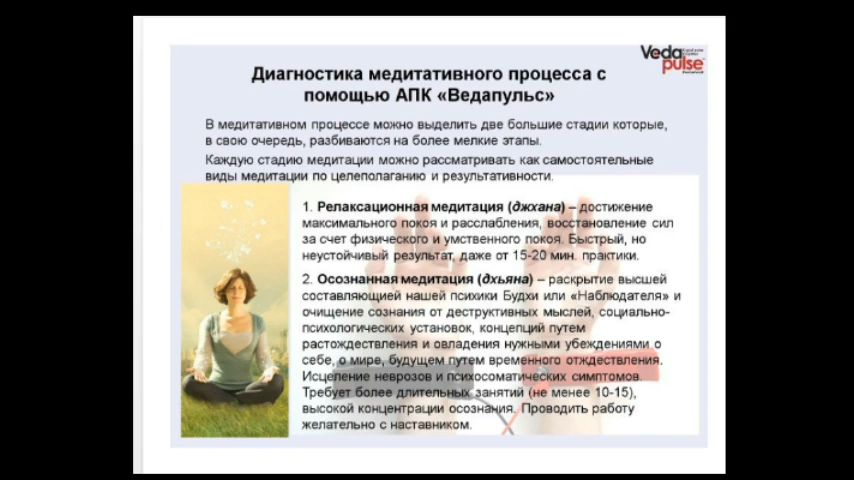 Veda
pulse
Диагностика медитативного процесса с
помощью АПК «Ведапульс»
В медитативном процессе можно выделить две большие стадии которые,
в свою очередь, разбиваются на более мелкие этапы.
Каждую стадию медитации можно рассматривать как самостоятельные
виды медитации по целеполаганию и результативности.
1. Релаксационная медитация (джхана) – достижение
максимального покоя и расслабления, восстановление сил
за счет физического и умственного покоя. Быстрый, но
неустойчивый результат, даже от 15-20 мин. практики.
2. Осознанная медитация (дхьяна) – раскрытие высшей
составляющей нашей психики Будхи или «Наблюдателя» и
очищение сознания от деструктивных мыслей, социально-
психологических установок, концепций путем
растождествления и овладения нужными убеждениями о
себе, о мире, будущем путем временного отждествления.
Исцеление неврозов и психосоматических симптомов.
Требует более длительных занятий (не менее 10-15),
высокой концентрации осознания. Проводить работу
желательно с наставником.